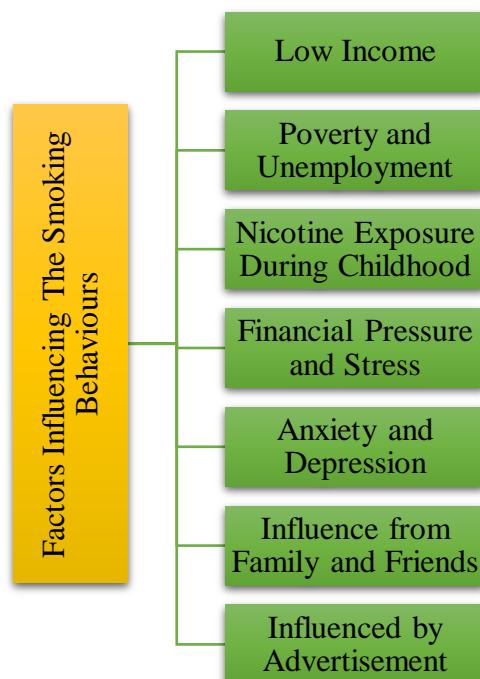 Factors Influencing The Smoking
Behaviours
Low Income
Poverty and
Unemployment
Nicotine Exposure
During Childhood
Financial Pressure
and Stress
Anxiety and
Depression
Influence from
Family and Friends
Influenced by
Advertisement